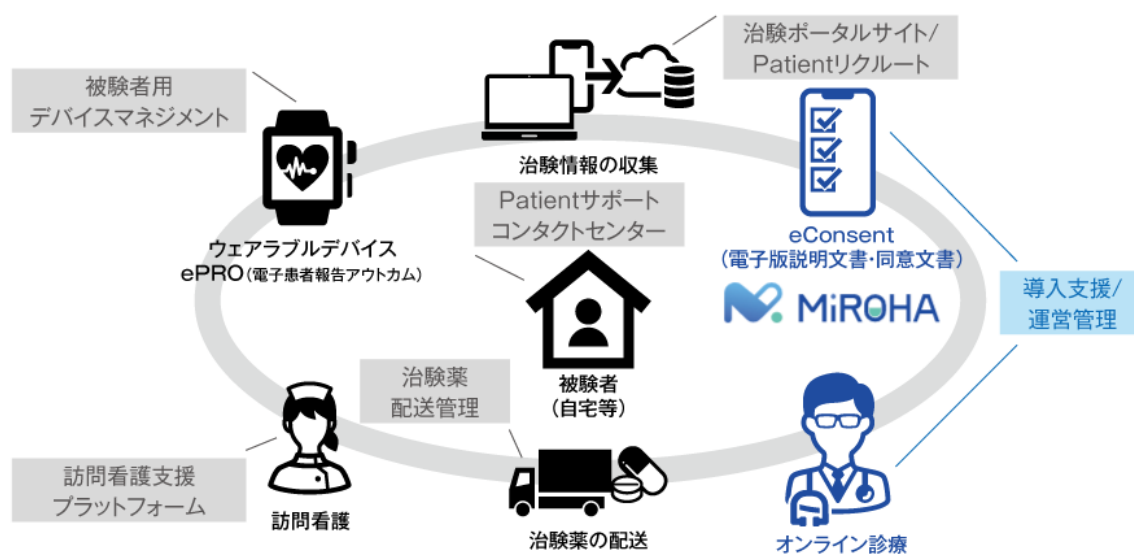 治験ポータルサイト/
Patientリクルート
被験者用
デバイスマネジメント
治験情報の収集
Patientサポート
コンタクトセンター
ウェアラブルデバイス
ePRO(電子患者報告アウトカム)
eConsent
(電子版説明文書・同意文書)
MiROHA
導入支援/
運営管理
治験薬
配送管理
被験者
(自宅等)
訪問看護支援
プラットフォーム
訪問看護
治験薬の配送
オンライン診療